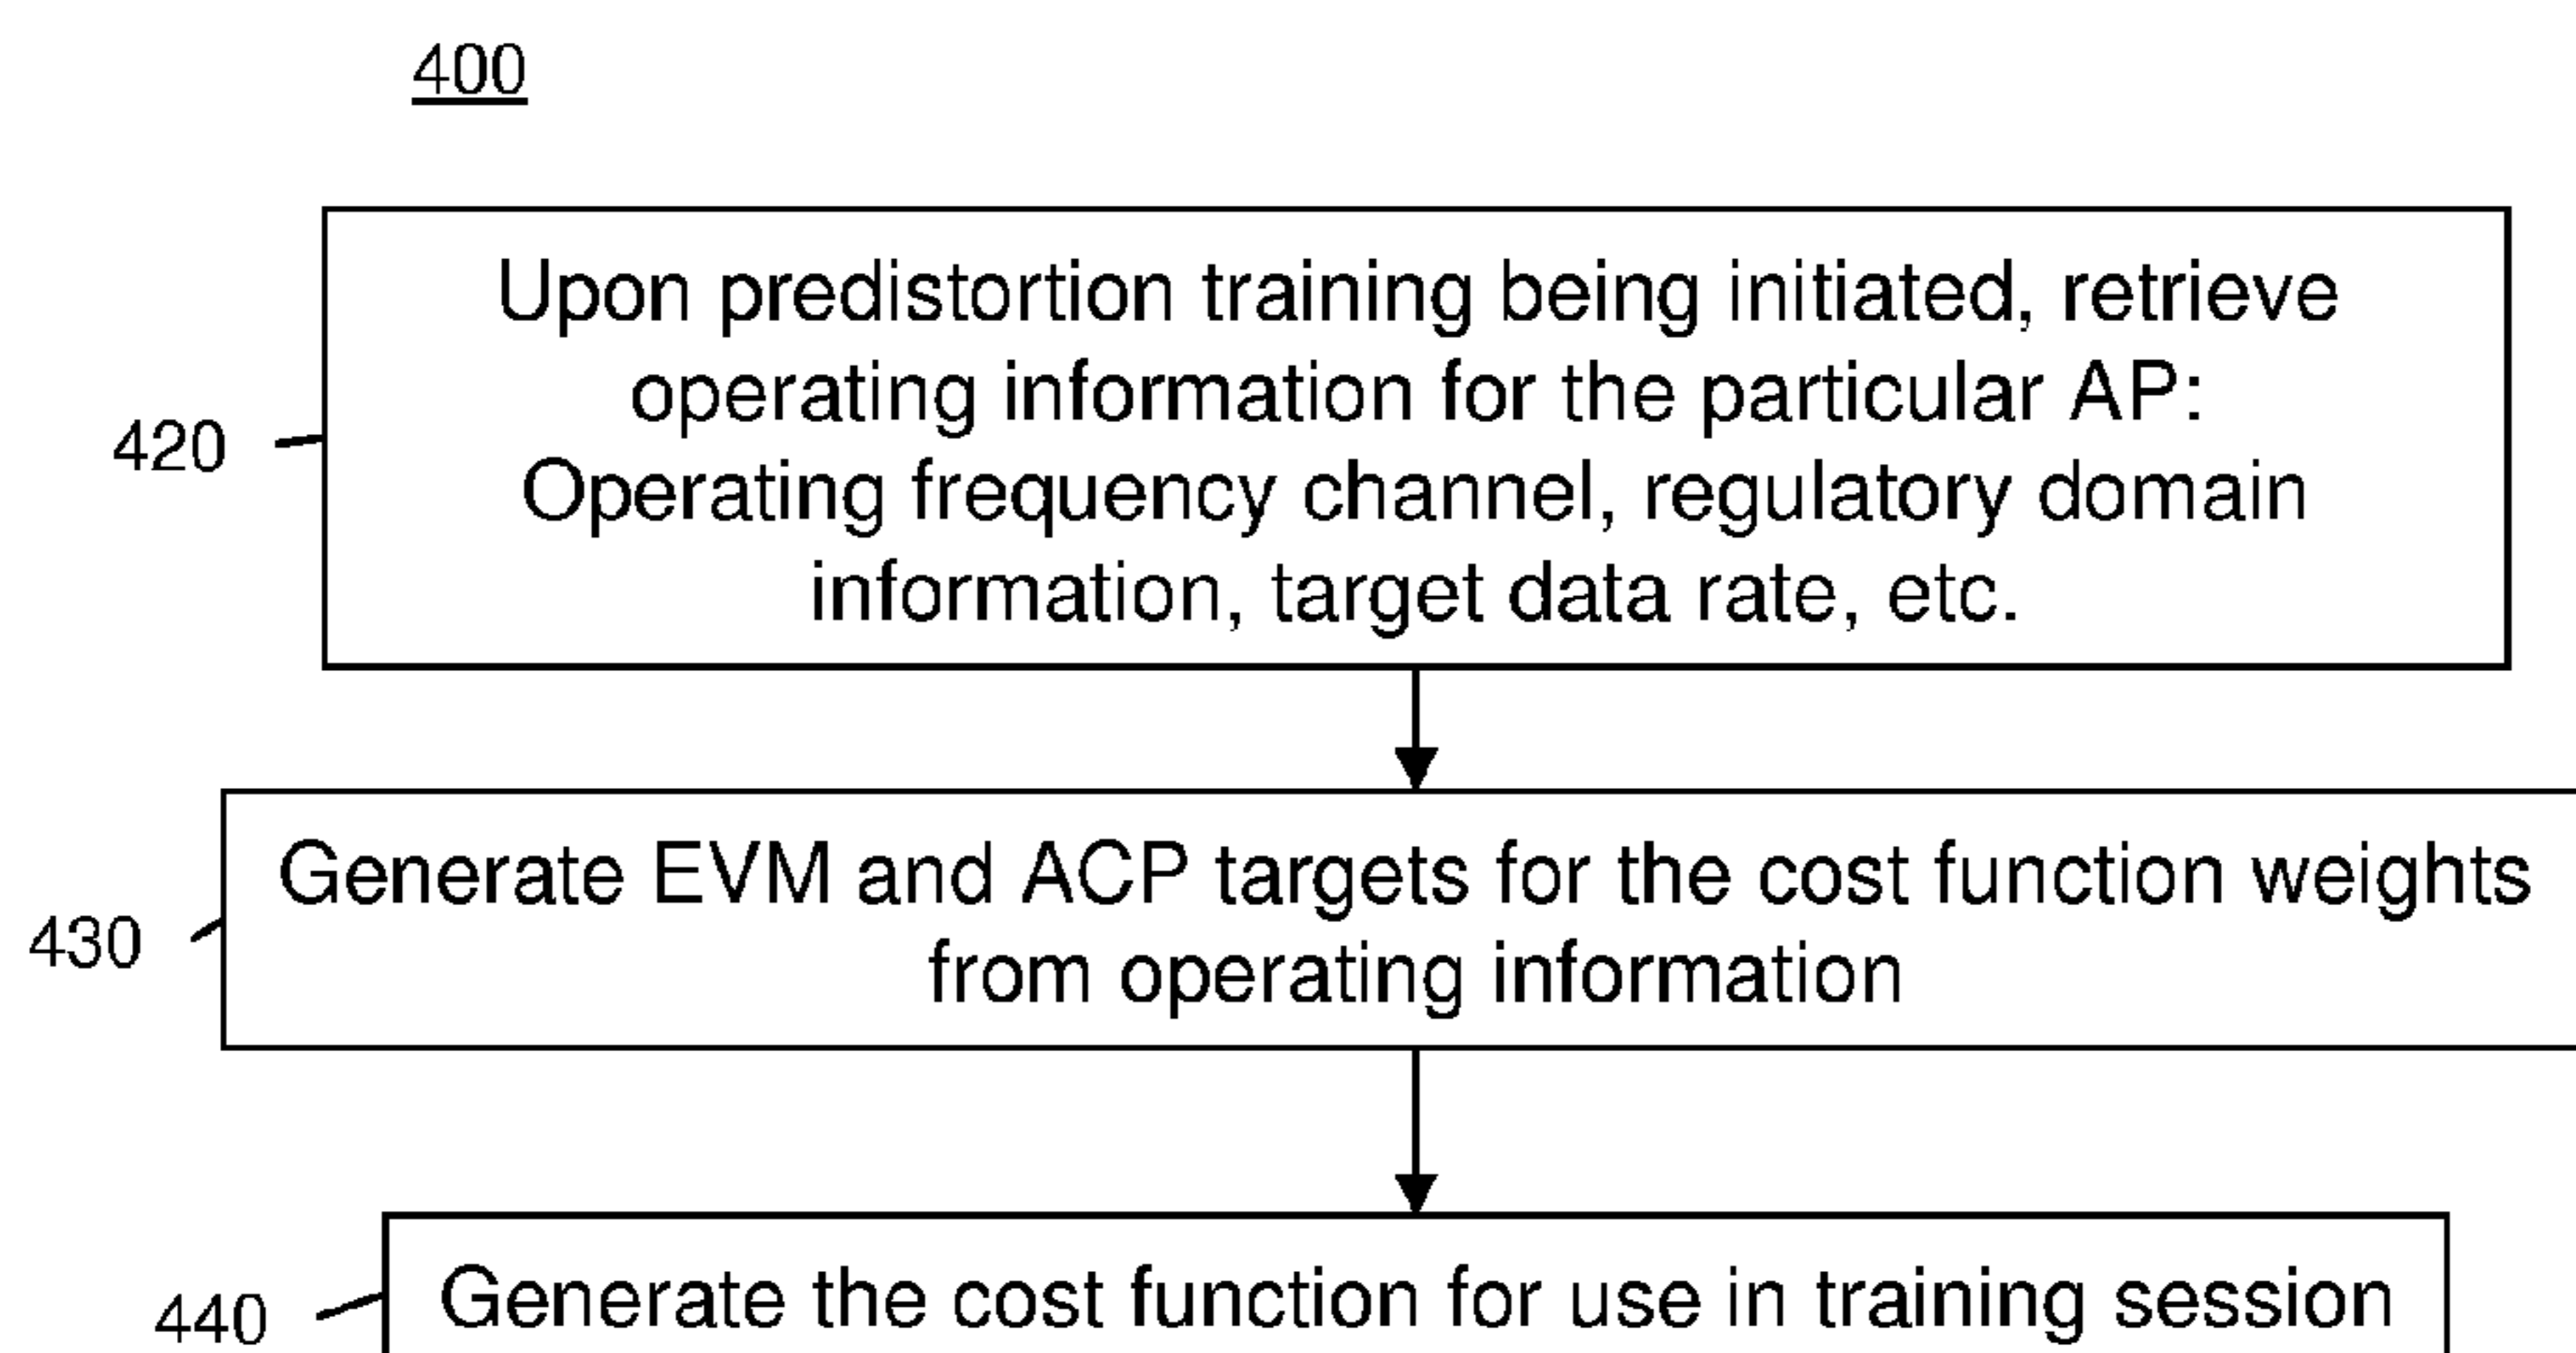 400
Upon predistortion training being initiated, retrieve
operating information for the particular AP:
420
Operating frequency channel, regulatory domain
information, target data rate, etc.
Generate EVM and ACP targets for the cost function weights
430
from operating information
440
Generate the cost function for use in training session